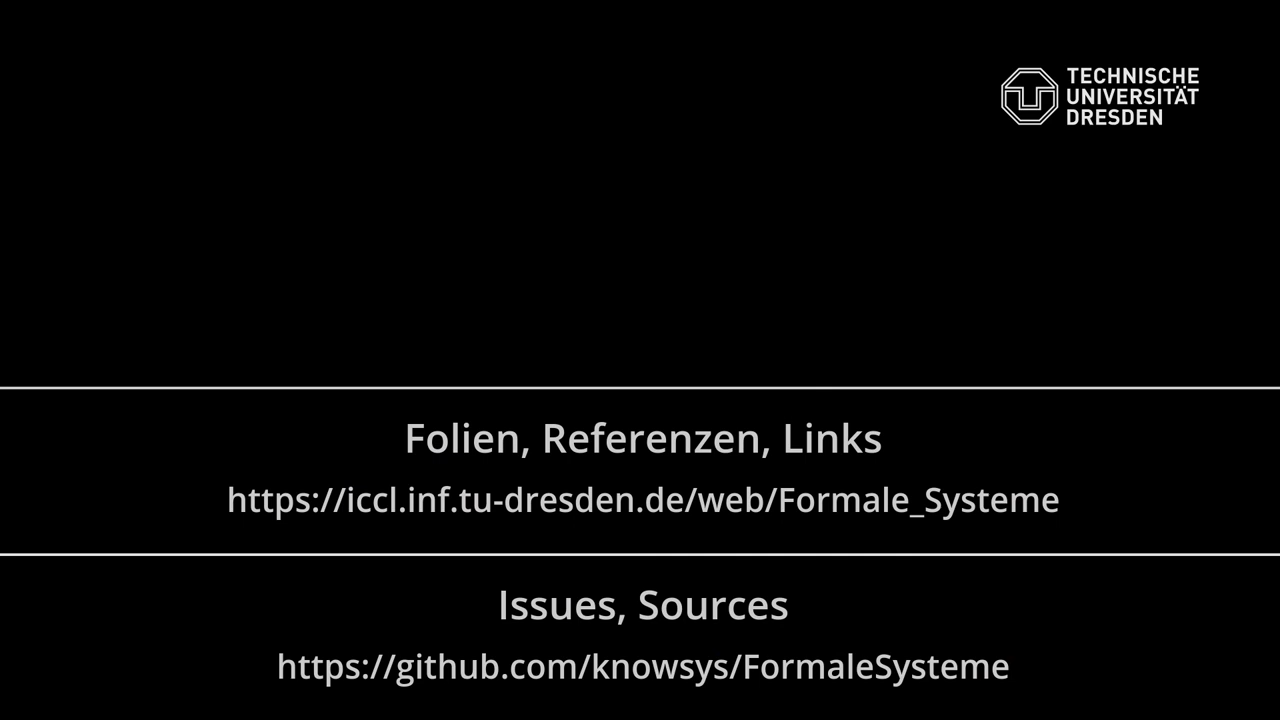 TECHNISCHE
UNIVERSITÄT
DRESDEN
Folien, Referenzen, Links
https://iccl.inf.tu-dresden.de/web/Formale_Systeme
Issues, Sources
https://github.com/knowsys/FormaleSysteme